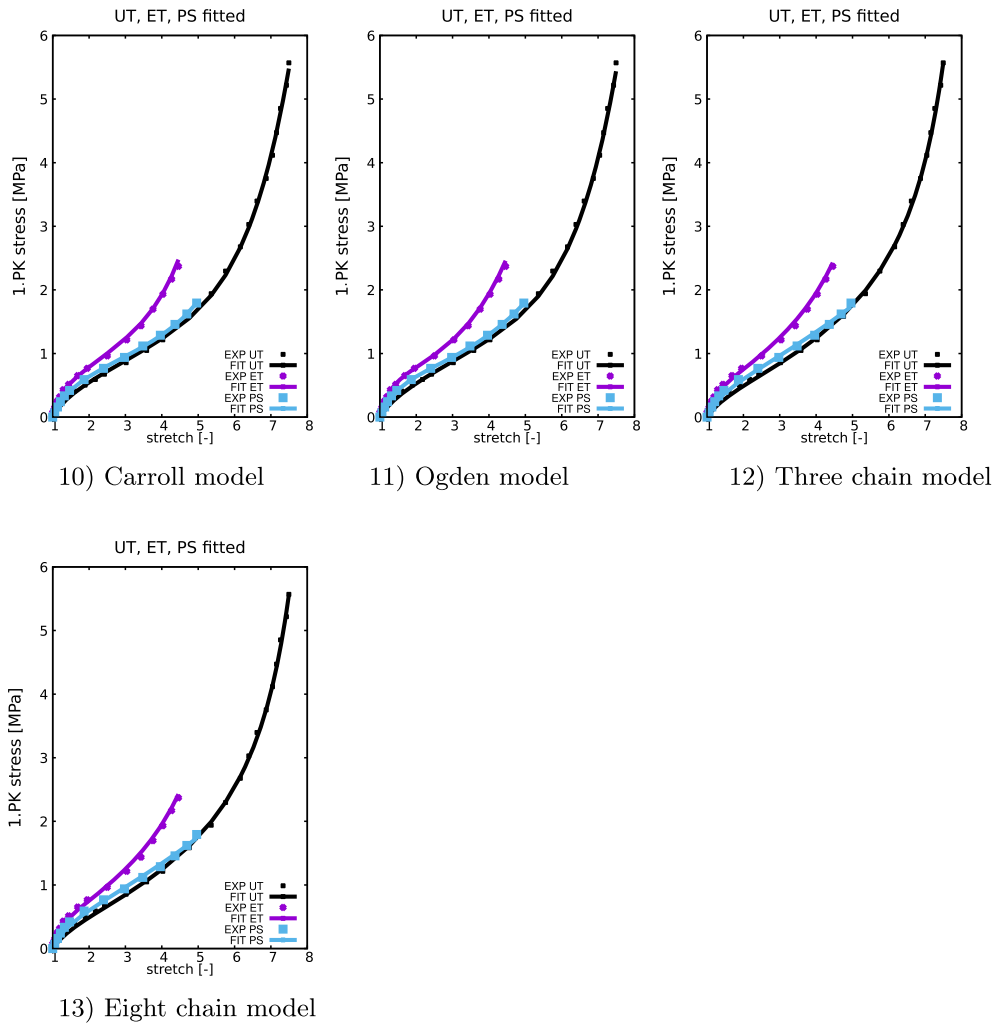 UT, ET, PS fitted
1.PK stress [MPa]
6
5
4
3
2
1
0
1 2 3 4 5 6 7 8
stretch [-]
EXP UT
FIT UT
EXP ET
FIT ET
EXP PS
FIT PS
10) Carroll model
UT, ET, PS fitted
1.PK stress [MPa]
6
5
4
3
2
1
0
1 2 3 4 5 6 7 8
stretch [-]
EXP UT
FIT UT
EXP ET
FIT ET
EXP PS
FIT PS
11) Ogden model
UT, ET, PS fitted
1.PK stress [MPa]
6
5
4
3
2
1
0
1 2 3 4 5 6 7 8
stretch [-]
EXP UT
FIT UT
EXP ET
FIT ET
EXP PS
FIT PS
12) Three chain model
UT, ET, PS fitted
1.PK stress [MPa]
6
5
4
3
2
1
0
1 2 3 4 5 6 7 8
stretch [-]
EXP UT
FIT UT
EXP ET
FIT ET
EXP PS
FIT PS
13) Eight chain model